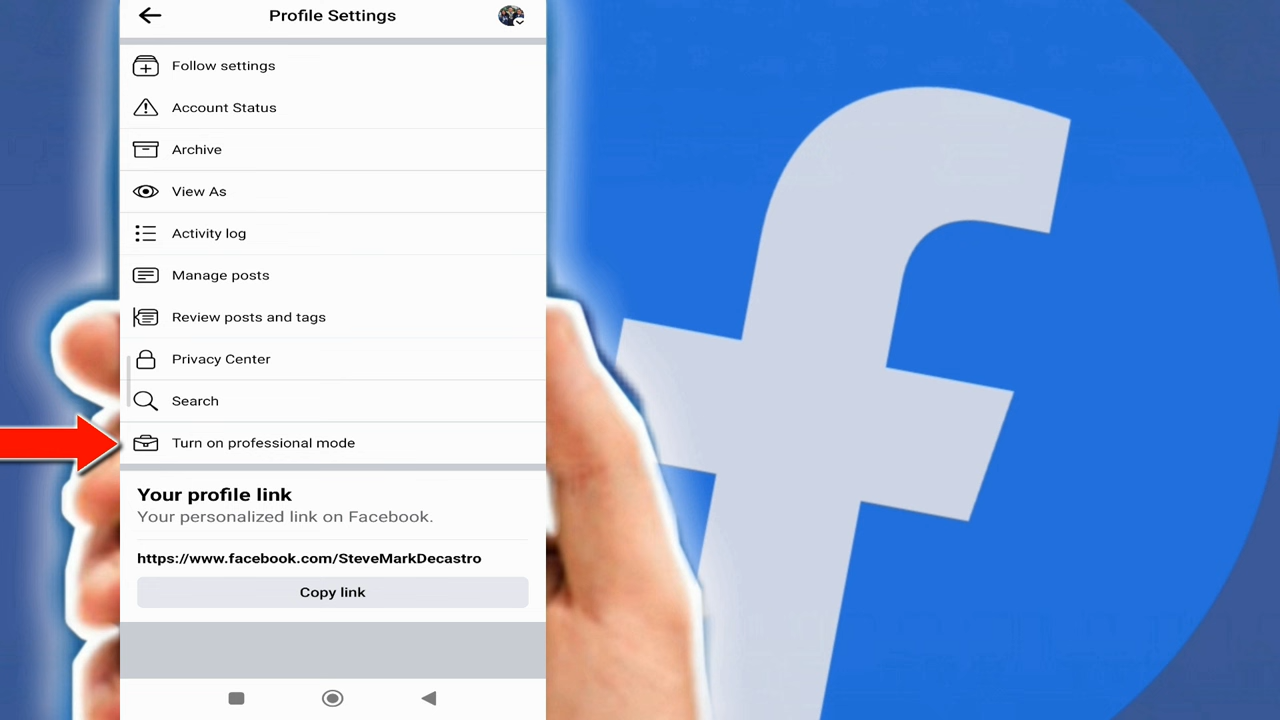 Profile Settings
Follow settings
Account Status
Archive
View As
Activity log
Manage posts
Review posts and tags
Privacy Center
Search
Turn on professional mode
Your profile link
Your personalized link on Facebook.
https://www.facebook.com/SteveMarkDecastro
Copy link